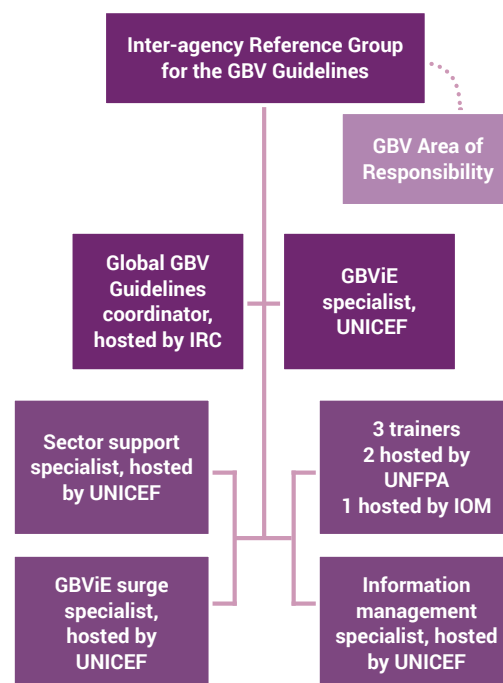 Inter-agency Reference Group
for the GBV Guidelines
GBV Area of
Responsibility
Global GBV
Guidelines
coordinator,
hosted by IRC
GBViE
specialist,
UNICEF
Sector support
specialist, hosted
by UNICEF
3 trainers
2 hosted by
UNFPA
1 hosted by IOM
GBViE surge
specialist,
hosted by
UNICEF
Information
management
specialist, hosted
by UNICEF